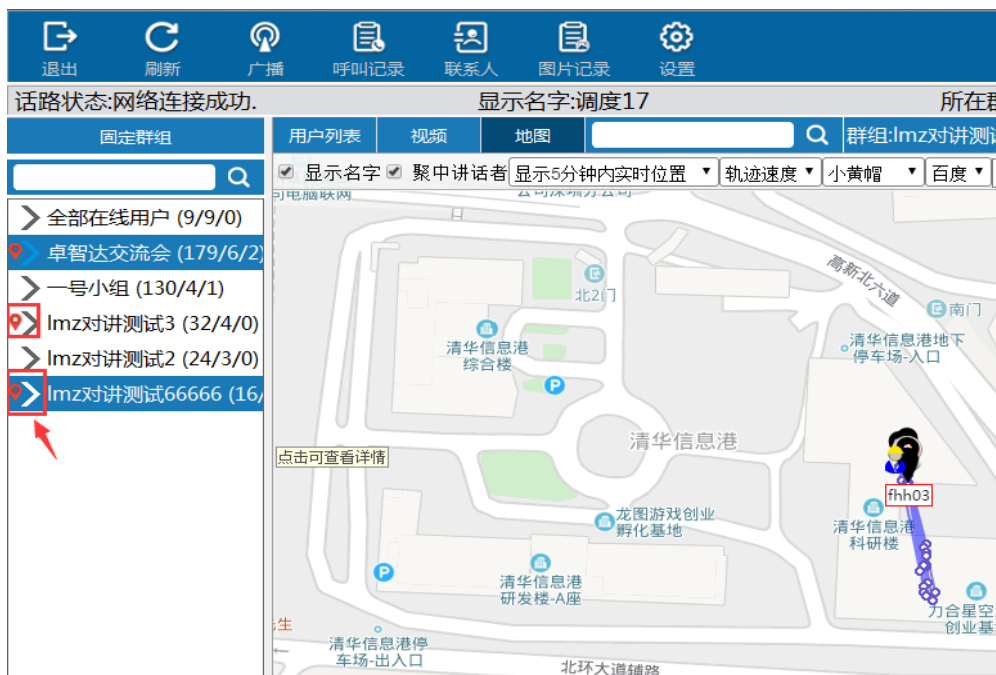 退出 刷新 广播 呼叫记录 联系人 图片记录 设置
话路状态:网络连接成功. 显示名字:调度17 所在
固定群组 用户列表 视频 地图 群组:lmz对讲测
显示名字 聚中讲话者 显示5分钟内实时位置 轨迹速度 小黄帽 百度
全部在线用户 (9/9/0)
卓智达交流会 (179/6/2)
一号小组 (130/4/1)
lmz对讲测试3 (32/4/0)
lmz对讲测试2 (24/3/0)
lmz对讲测试66666 (16/
电脑联网
公司深圳分公司
高新北六道
北2门
南门
清华信息港
综合楼
清华信息港地下
停车场-入口
P
清华信息港
点击可查看详情
fhh03
龙图游戏创业
孵化基地
清华信息港
科研楼
P
清华信息港
研发楼-A座
力合星空
创业基
生
清华信息港停
车场-出入口
北环大道辅路